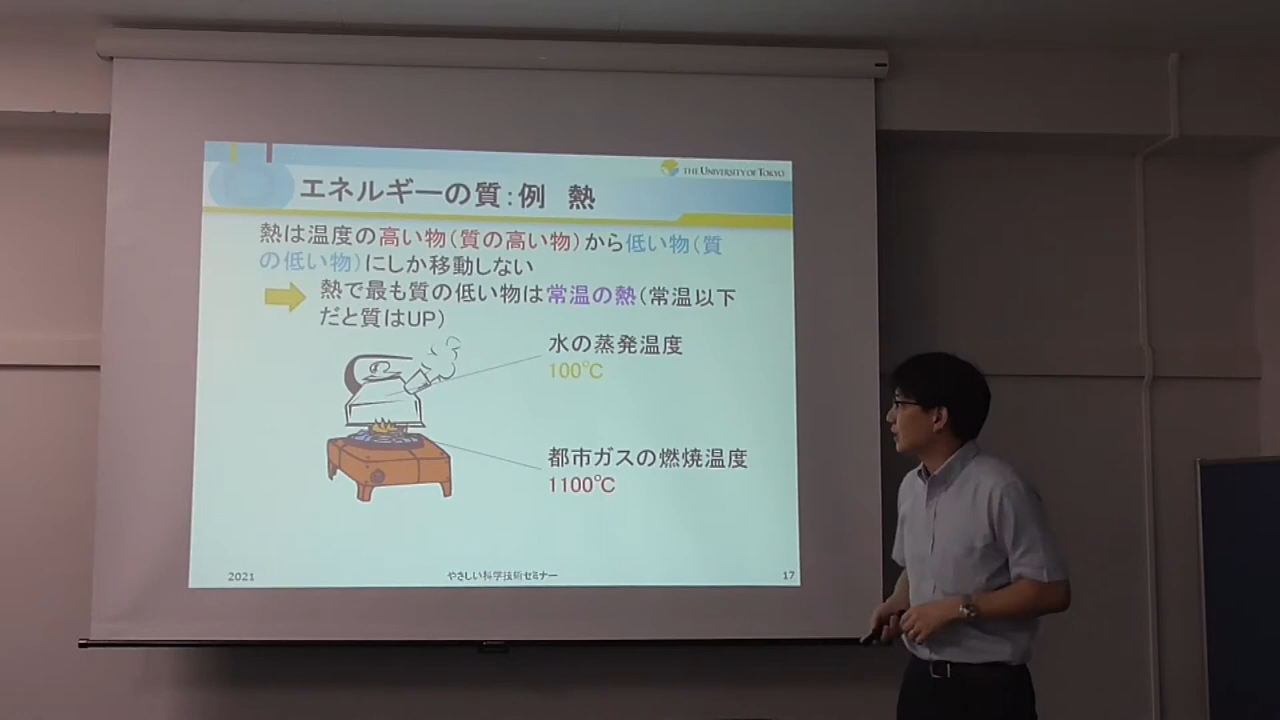 THE UNIVERSITY OF TOKYO
エネルギーの質：例　熱
熱は温度の高い物（質の高い物）から低い物（質
の低い物）にしか移動しない
熱で最も質の低い物は常温の熱（常温以下
だと質はUP）
水の蒸発温度
100℃
都市ガスの燃焼温度
1100℃
2021
やさしい科学技術セミナー
17